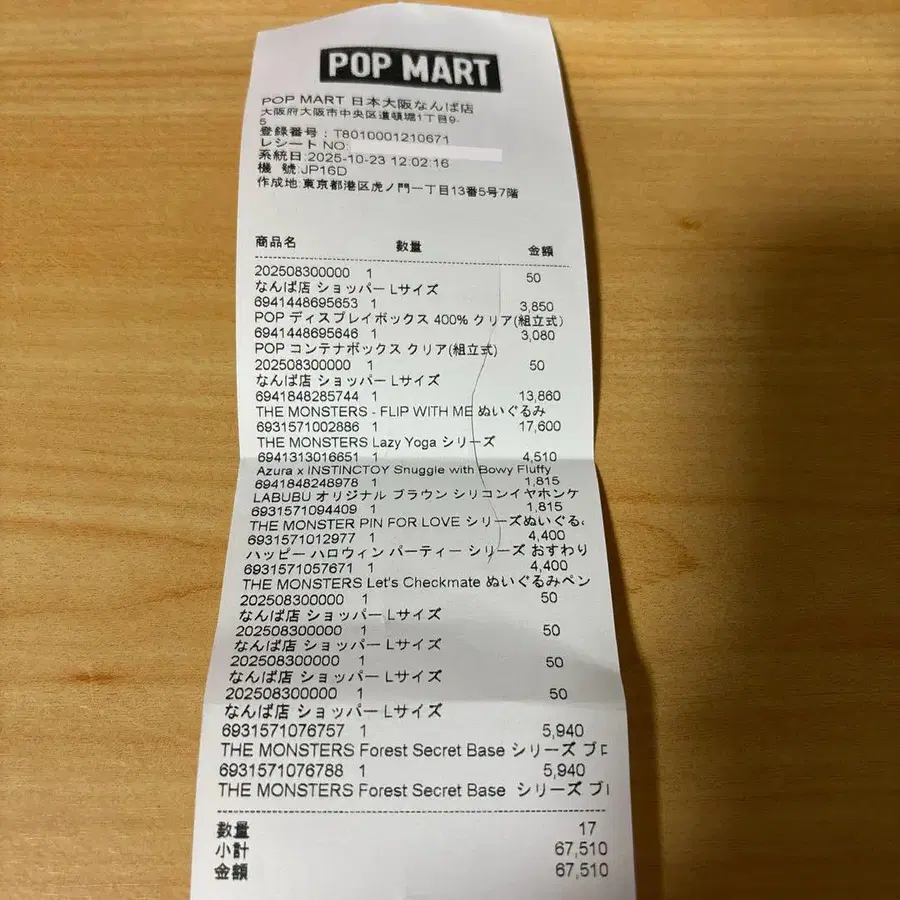 POP MART
POP MART 日本大阪なんば店
大阪府大阪市中央区道頓堀1丁目9-
5
登録番号：T8010001210671
レシート NO:
系統日:2025-10-23 12:02:16
機 號:JP16D
作成地:東京都港区虎ノ門一丁目13番5号7階
商品名 數量 金額
202508300000 1 50
なんば店 ショッパー Lサイズ
6941448695653 1 3,850
POP ディスプレイボックス 400% クリア(組立式)
6941448695646 1 3,080
POP コンテナボックス クリア(組立式)
202508300000 1 50
なんば店 ショッパー Lサイズ
6941848285744 1 13,860
THE MONSTERS - FLIP WITH ME ぬいぐるみ
6931571002886 1 17,600
THE MONSTERS Lazy Yoga シリーズ
6941313016651 1 4,510
Azura x INSTINCTOY Snuggle with Bowy Fluffy
6941848248978 1 1,815
LABUBU オリジナル ブラウン シリコンイヤホンケ
6931571094409 1 1,815
THE MONSTER PIN FOR LOVE シリーズぬいぐる
6931571012977 1 4,400
ハッピー ハロウィン パーティー シリーズ おすわり
6931571057671 1 4,400
THE MONSTERS Let's Checkmate ぬいぐるみペン
202508300000 1 50
なんば店 ショッパー Lサイズ
202508300000 1 50
なんば店 ショッパー Lサイズ
202508300000 1 50
なんば店 ショッパー Lサイズ
202508300000 1 50
なんば店 ショッパー Lサイズ
6931571076757 1 5,940
THE MONSTERS Forest Secret Base シリーズ ブロ
6931571076788 1 5,940
THE MONSTERS Forest Secret Base シリーズ ブ
數量 17
小計 67,510
金額 67,510